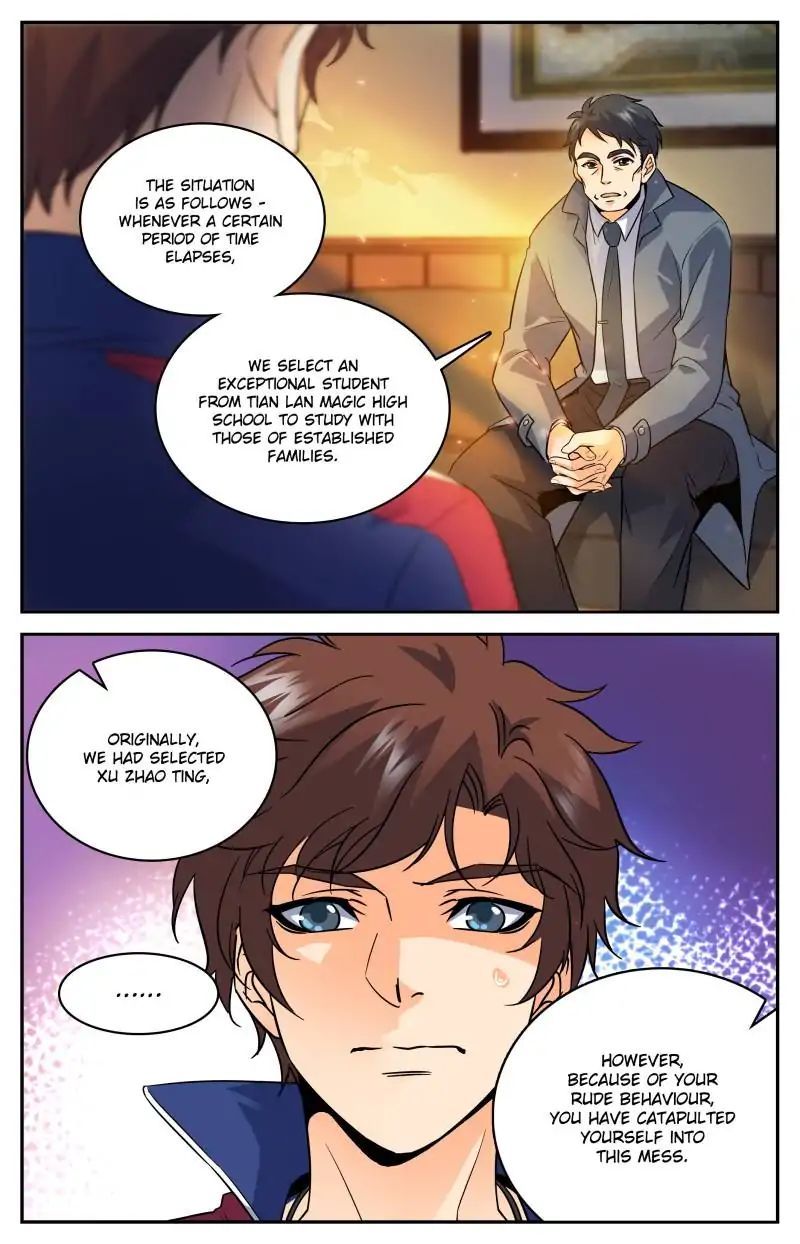 THE SITUATION
IS AS FOLLOWS -
WHENEVER A CERTAIN
PERIOD OF TIME
ELAPSES,
WE SELECT AN
EXCEPTIONAL STUDENT
FROM TIAN LAN MAGIC HIGH
SCHOOL TO STUDY WITH
THOSE OF ESTABLISHED
FAMILIES.
ORIGINALLY,
WE HAD SELECTED
XU ZHAO TING,
......
HOWEVER,
BECAUSE OF YOUR
RUDE BEHAVIOUR,
YOU HAVE CATAPULTED
YOURSELF INTO
THIS MESS.